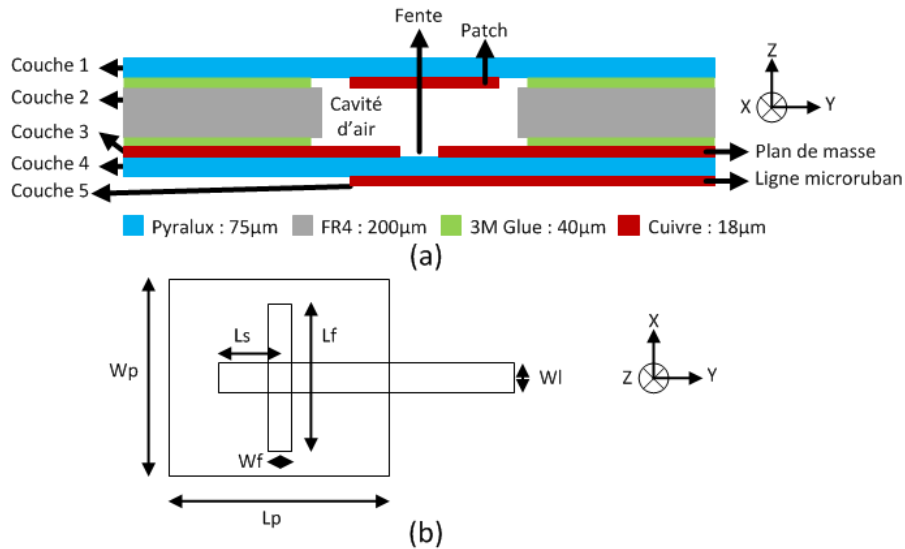 Fente
Patch
Couche 1
Couche 2
Couche 3
Couche 4
Couche 5
Cavité
d'air
Z
X
Y
Plan de masse
Ligne microruban
Pyralux : 75µm
FR4 : 200µm
3M Glue : 40µm
Cuivre : 18µm
(a)
Wp
Ls
Lf
Wl
Wf
Lp
X
Z
Y
(b)